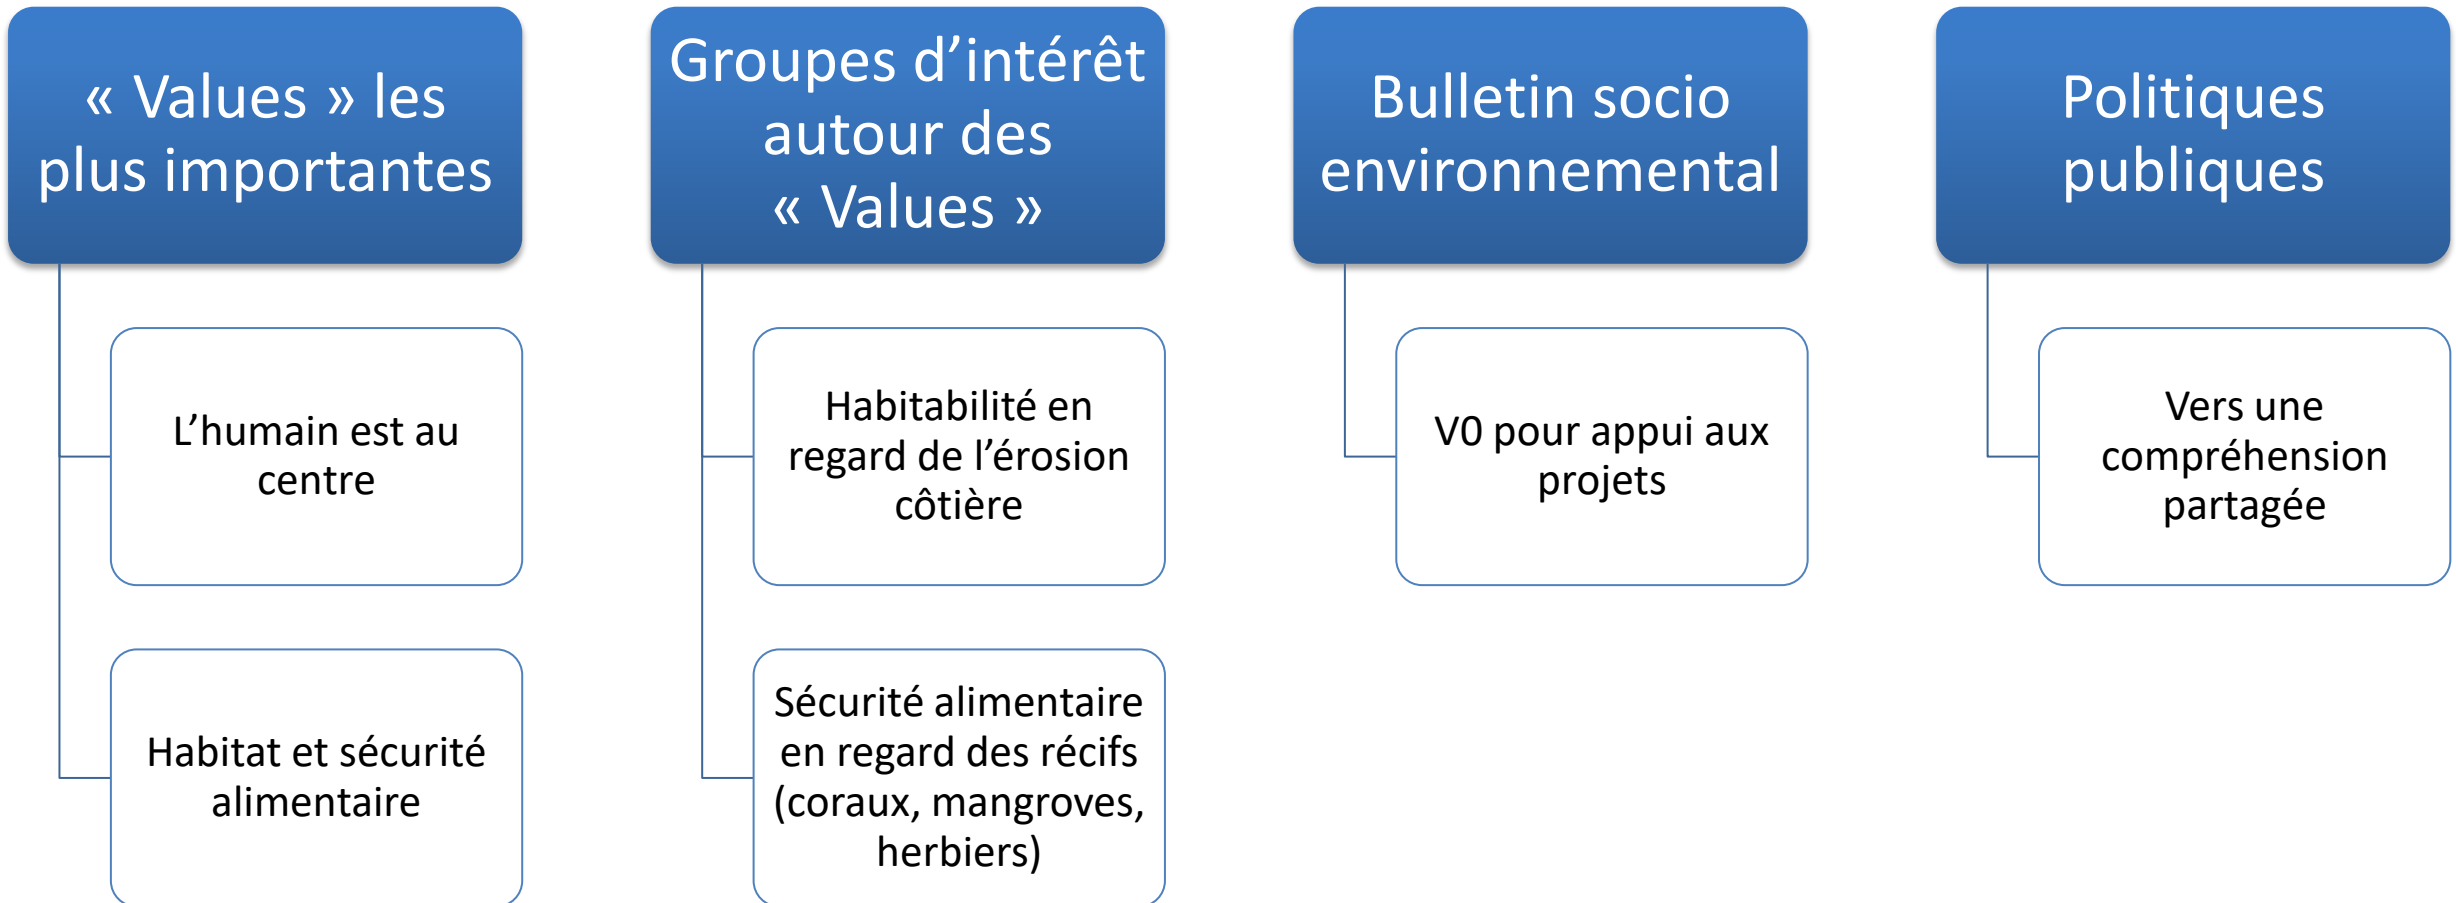 « Values » les
plus importantes
L’humain est au
centre
Habitat et sécurité
alimentaire
Groupes d’intérêt
autour des
« Values »
Habitabilité en
regard de l’érosion
côtière
Sécurité alimentaire
en regard des récifs
(coraux, mangroves,
herbiers)
Bulletin socio
environnemental
V0 pour appui aux
projets
Politiques
publiques
Vers une
compréhension
partagée